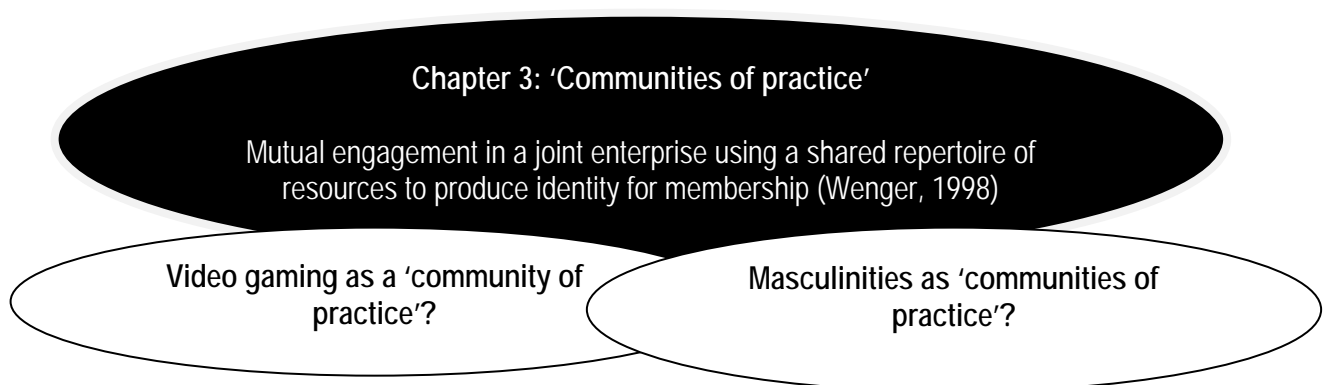 Chapter 3: ‘Communities of practice’
Mutual engagement in a joint enterprise using a shared repertoire of
resources to produce identity for membership (Wenger, 1998)
Video gaming as a ‘community of
practice’?
Masculinities as ‘communities of
practice’?